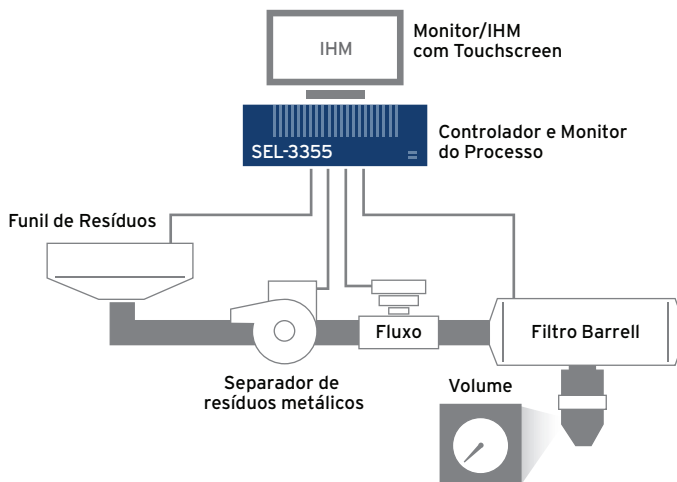 Monitor/IHM
com Touchscreen
IHM
SEL-3355
Controlador e Monitor
do Processo
Funil de Resíduos
Fluxo
Filtro Barrell
Separador de
resíduos metálicos
Volume